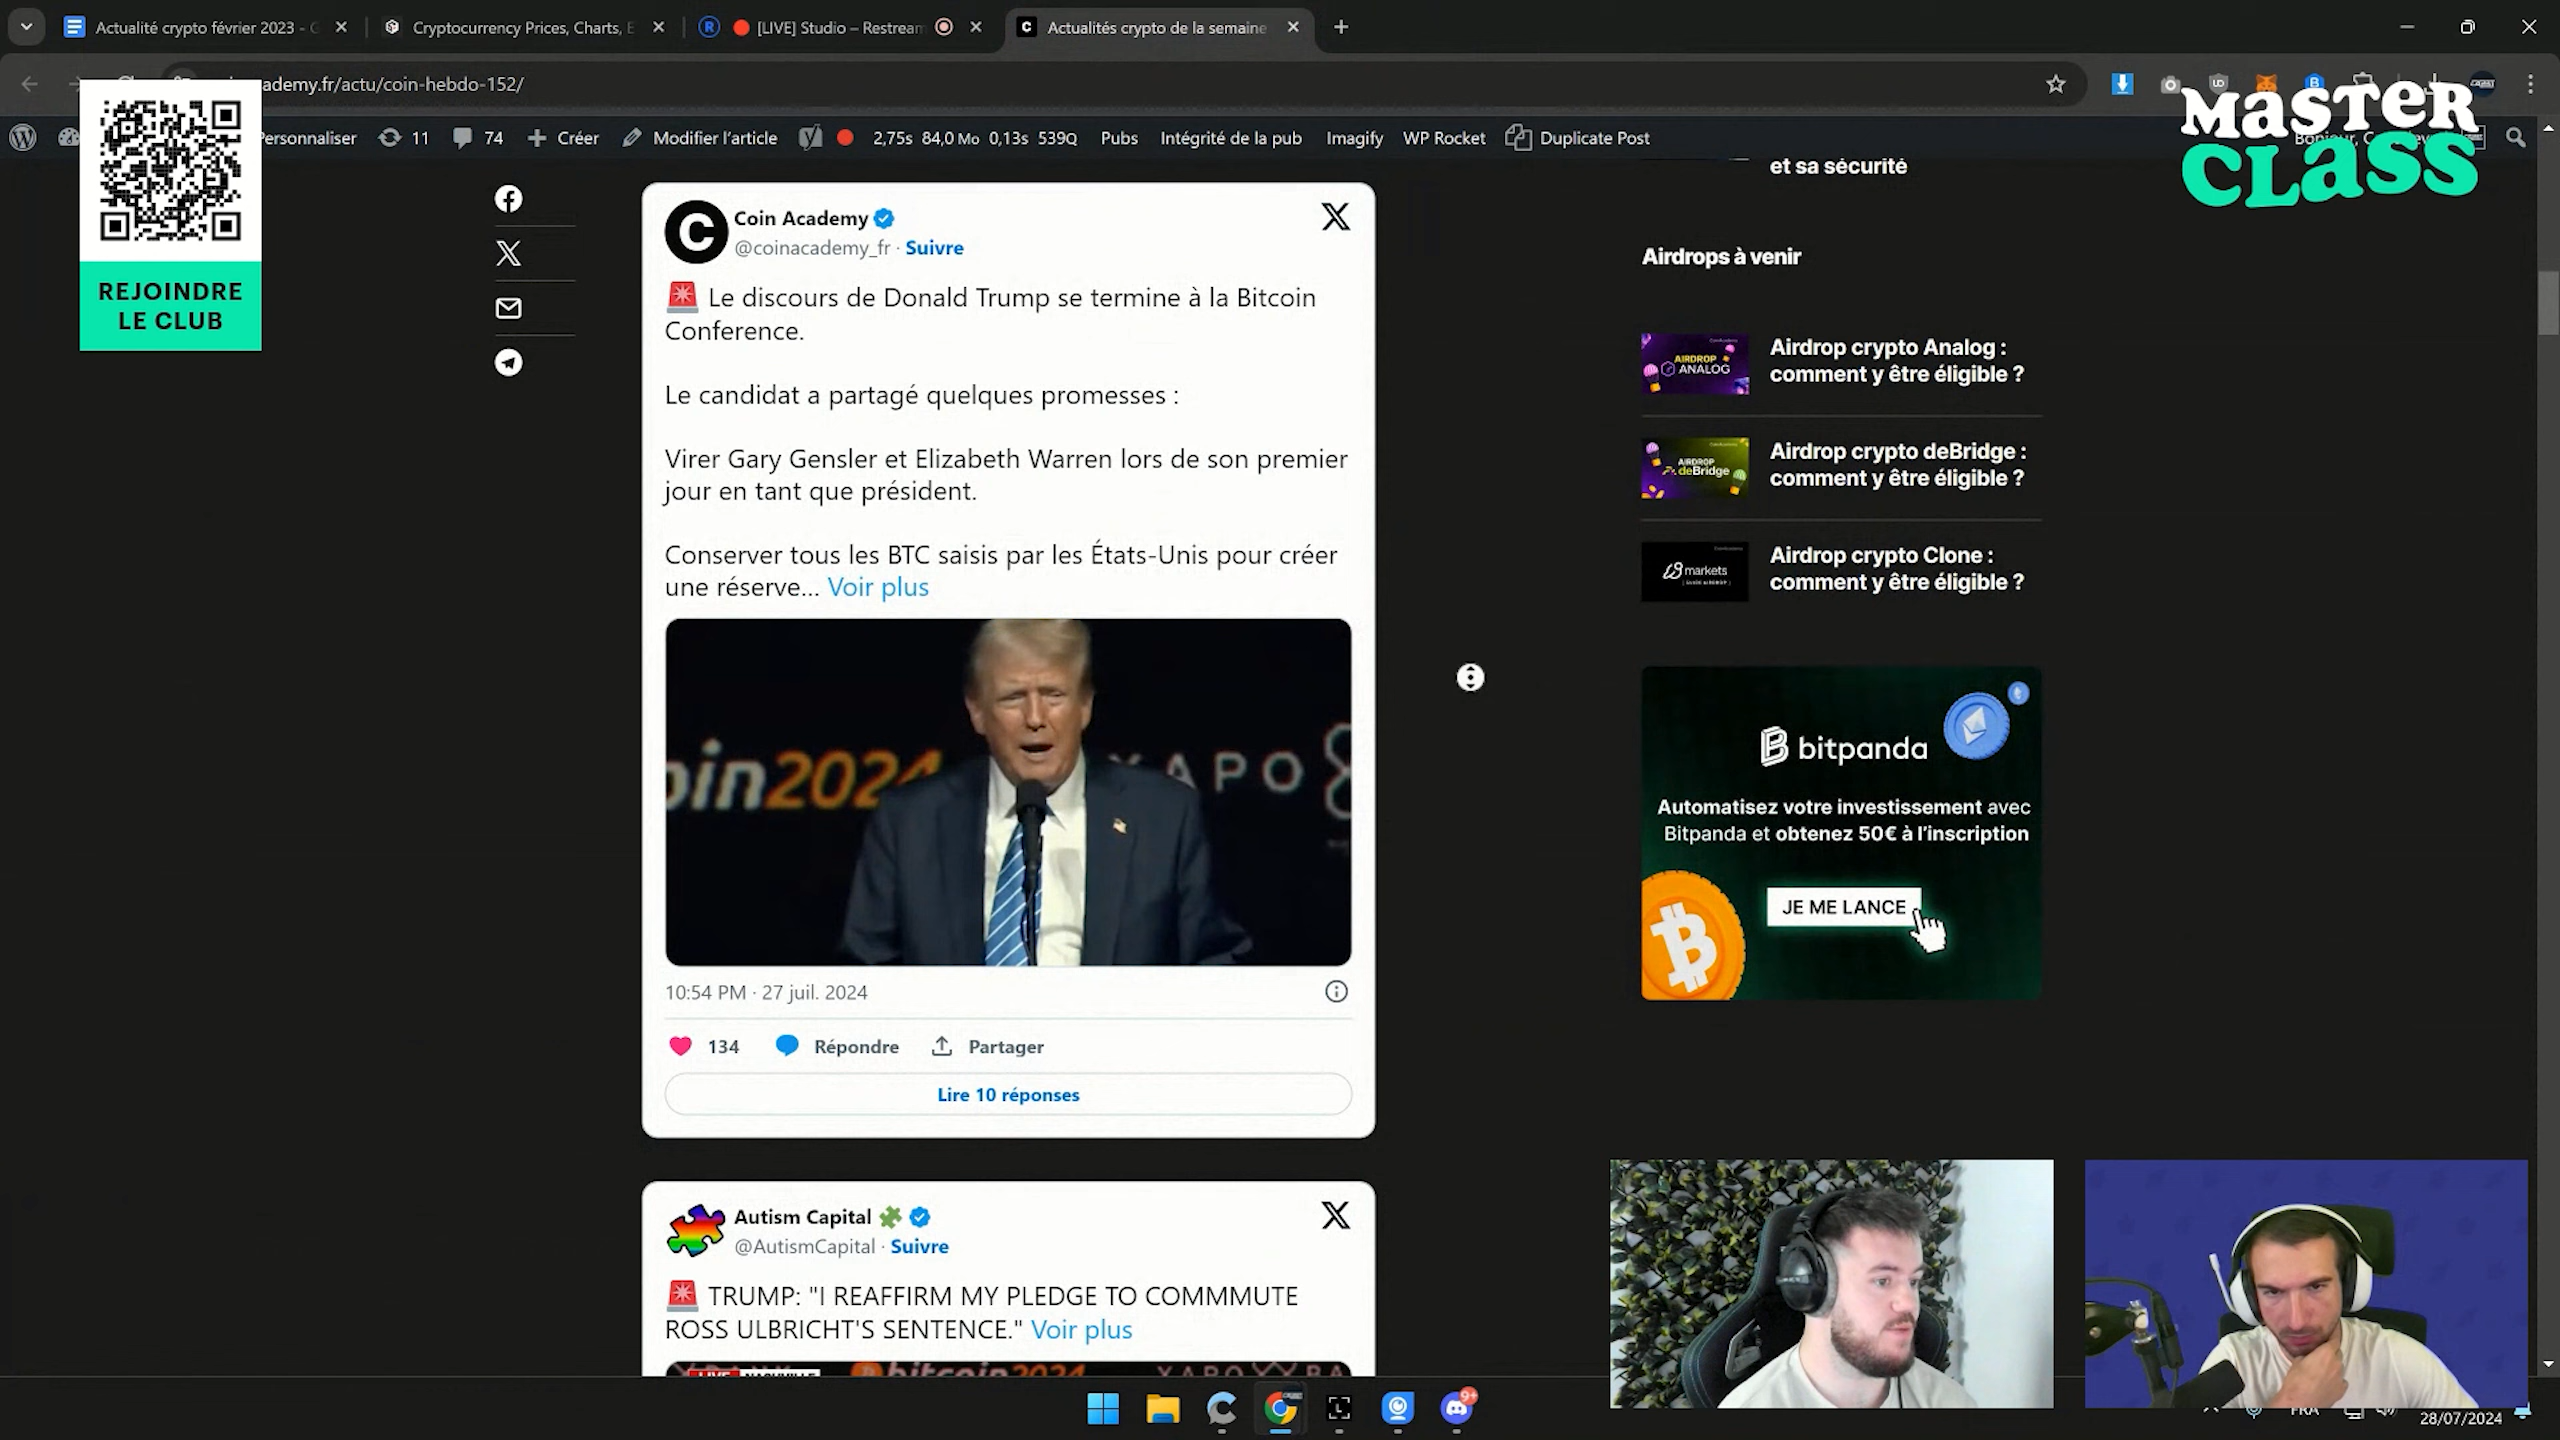 Actualité crypto février 2023 - G
Cryptocurrency Prices, Charts, E
[LIVE] Studio – Restream
Actualités crypto de la semaine
ademy.fr/actu/coin-hebdo-152/
ersonnaliser
11
74
Créer
Modifier l'article
2,75s 84,0 Mo 0,13s 539Q
Pubs
Intégrité de la pub
Imagify
WP Rocket
Duplicate Post
Bonjour,
MASTER
CLASS
REJOINDRE
LE CLUB
Coin Academy
@coinacademy_fr · Suivre
🚨 Le discours de Donald Trump se termine à la Bitcoin
Conference.
Le candidat a partagé quelques promesses :
Virer Gary Gensler et Elizabeth Warren lors de son premier
jour en tant que président.
Conserver tous les BTC saisis par les États-Unis pour créer
une réserve... Voir plus
oin2024
XAPO
10:54 PM · 27 juil. 2024
134
Répondre
Partager
Lire 10 réponses
Autism Capital 🧩
@AutismCapital · Suivre
🚨 TRUMP: "I REAFFIRM MY PLEDGE TO COMMMUTE
ROSS ULBRICHT'S SENTENCE." Voir plus
LIVE NASHVILLE
bitcoin2024
XAPO
BA
et sa sécurité
Airdrops à venir
AIRDROP
ANALOG
Airdrop crypto Analog :
comment y être éligible ?
AIRDROP
deBridge
Airdrop crypto deBridge :
comment y être éligible ?
markets
Airdrop crypto Clone :
comment y être éligible ?
bitpanda
Automatisez votre investissement avec
Bitpanda et obtenez 50€ à l'inscription
JE ME LANCE
9+
FRA
28/07/2024